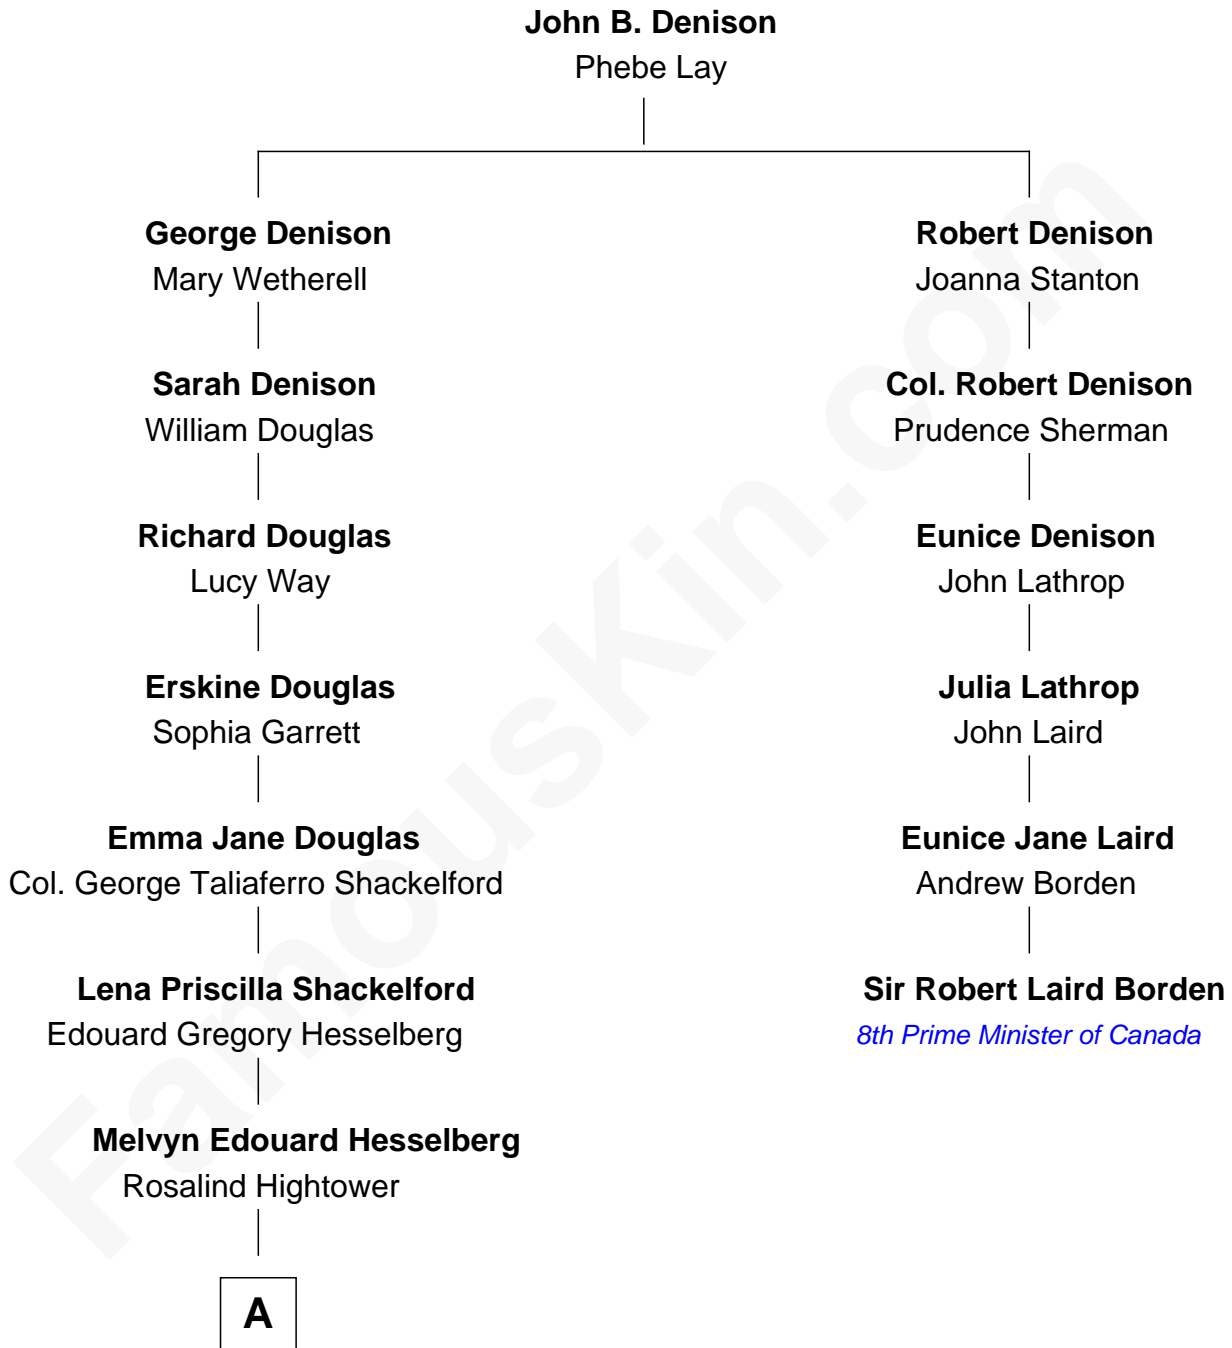 John B. Denison
Phebe Lay
George Denison
Mary Wetherell
Robert Denison
Joanna Stanton
Sarah Denison
William Douglas
Col. Robert Denison
Prudence Sherman
Richard Douglas
Lucy Way
Eunice Denison
John Lathrop
Erskine Douglas
Sophia Garrett
Julia Lathrop
John Laird
Emma Jane Douglas
Col. George Taliaferro Shackelford
Eunice Jane Laird
Andrew Borden
Lena Priscilla Shackelford
Edouard Gregory Hesselberg
Sir Robert Laird Borden
8th Prime Minister of Canada
Melvyn Edouard Hesselberg
Rosalind Hightower
A
FamousKin.com